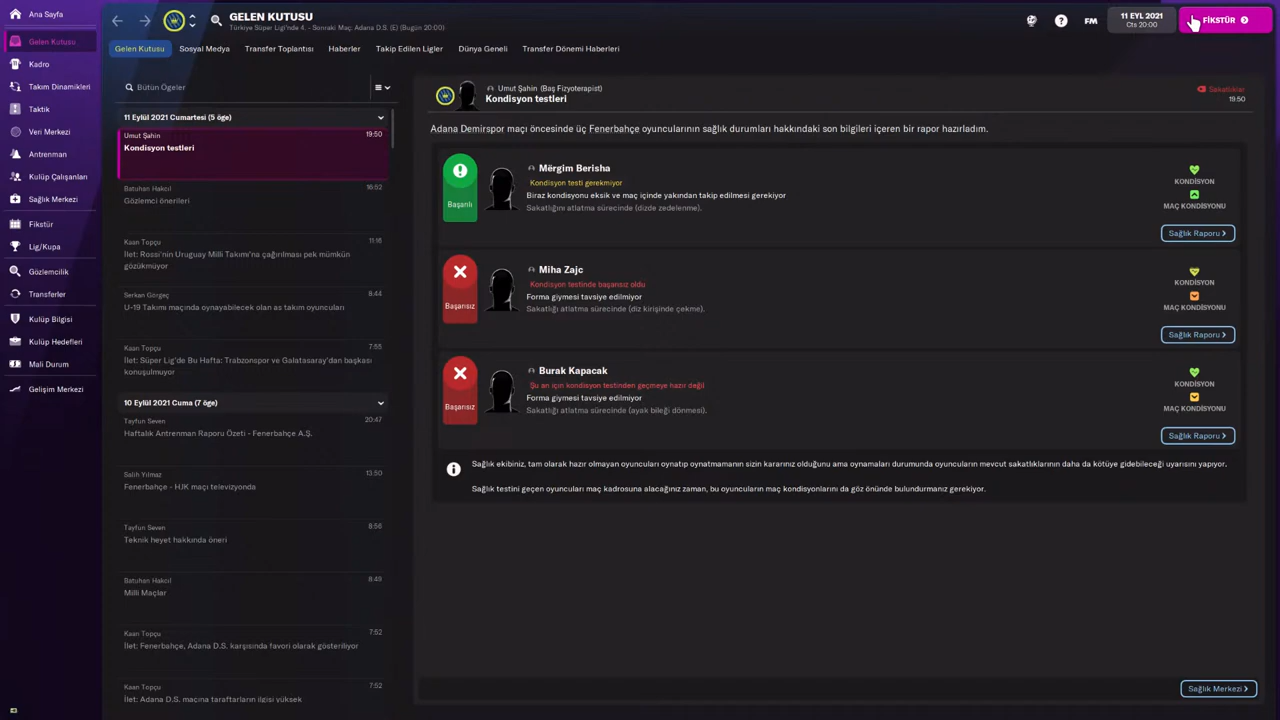 Ana Sayfa
Gelen Kutusu
Kadro
Takım Dinamikleri
Taktik
Veri Merkezi
Antrenman
Kulüp Çalışanları
Sağlık Merkezi
Fikstür
Lig/Kupa
Gözlemcilik
Transferler
Kulüp Bilgisi
Kulüp Hedefleri
Mali Durum
Gelişim Merkezi
GELEN KUTUSU
Türkiye Süper Ligi'nde 4. - Sonraki Maç: Adana D.S. (E) (Bugün 20:00)
FM
11 EYL 2021
Cts 20:00
FİKSTÜR
Gelen Kutusu
Sosyal Medya
Transfer Toplantısı
Haberler
Takip Edilen Ligler
Dünya Geneli
Transfer Dönemi Haberleri
Bütün Ögeler
11 Eylül 2021 Cumartesi (5 öge)
Umut Şahin 19:50
Kondisyon testleri
Batuhan Hakcıl 16:52
Gözlemci önerileri
Kaan Topçu 11:16
İlet: Rossi'nin Uruguay Milli Takımı'na çağırılması pek mümkün
gözükmüyor
Serkan Görgeç 8:44
U-19 Takımı maçında oynayabilecek olan as takım oyuncuları
Kaan Topçu 7:55
İlet: Süper Lig'de Bu Hafta: Trabzonspor ve Galatasaray'dan başkası
konuşulmuyor
10 Eylül 2021 Cuma (7 öge)
Tayfun Seven 20:47
Haftalık Antrenman Raporu Özeti - Fenerbahçe A.Ş.
Salih Yılmaz 13:50
Fenerbahçe - HJK maçı televizyonda
Tayfun Seven 8:56
Teknik heyet hakkında öneri
Batuhan Hakcıl 8:49
Milli Maçlar
Kaan Topçu 7:52
İlet: Fenerbahçe, Adana D.S. karşısında favori olarak gösteriliyor
Kaan Topçu 7:52
İlet: Adana D.S. maçına taraftarların ilgisi yüksek
Umut Şahin (Baş Fizyoterapist)
Kondisyon testleri
Sakatlıklar
19:50
Adana Demirspor maçı öncesinde üç Fenerbahçe oyuncularının sağlık durumları hakkındaki son bilgileri içeren bir rapor hazırladım.
Başarılı
Mërgim Berisha
Kondisyon testi gerekmiyor
Biraz kondisyonu eksik ve maç içinde yakından takip edilmesi gerekiyor
Sakatlığını atlatma sürecinde (dizde zedelenme).
KONDİSYON
MAÇ KONDİSYONU
Sağlık Raporu
Başarısız
Miha Zajc
Kondisyon testinde başarısız oldu
Forma giymesi tavsiye edilmiyor
Sakatlığı atlatma sürecinde (diz kirişinde çekme).
KONDİSYON
MAÇ KONDİSYONU
Sağlık Raporu
Başarısız
Burak Kapacak
Şu an için kondisyon testinden geçmeye hazır değil
Forma giymesi tavsiye edilmiyor
Sakatlığı atlatma sürecinde (ayak bileği dönmesi).
KONDİSYON
MAÇ KONDİSYONU
Sağlık Raporu
Sağlık ekibiniz, tam olarak hazır olmayan oyuncuları oynatıp oynatmamanın sizin kararınız olduğunu ama oynamaları durumunda oyuncuların mevcut sakatlıklarının daha da kötüye gidebileceği uyarısını yapıyor.
Sağlık testini geçen oyuncuları maç kadrosuna alacağınız zaman, bu oyuncuların maç kondisyonlarını da göz önünde bulundurmanız gerekiyor.
Sağlık Merkezi